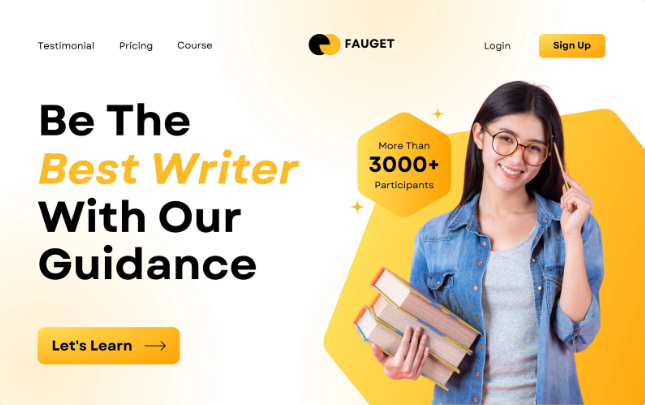 Testimonial
Pricing
Course
FAUGET
Login
Sign Up
Be The
Best Writer
With Our
Guidance
Let's Learn
More Than
3000+
Participants